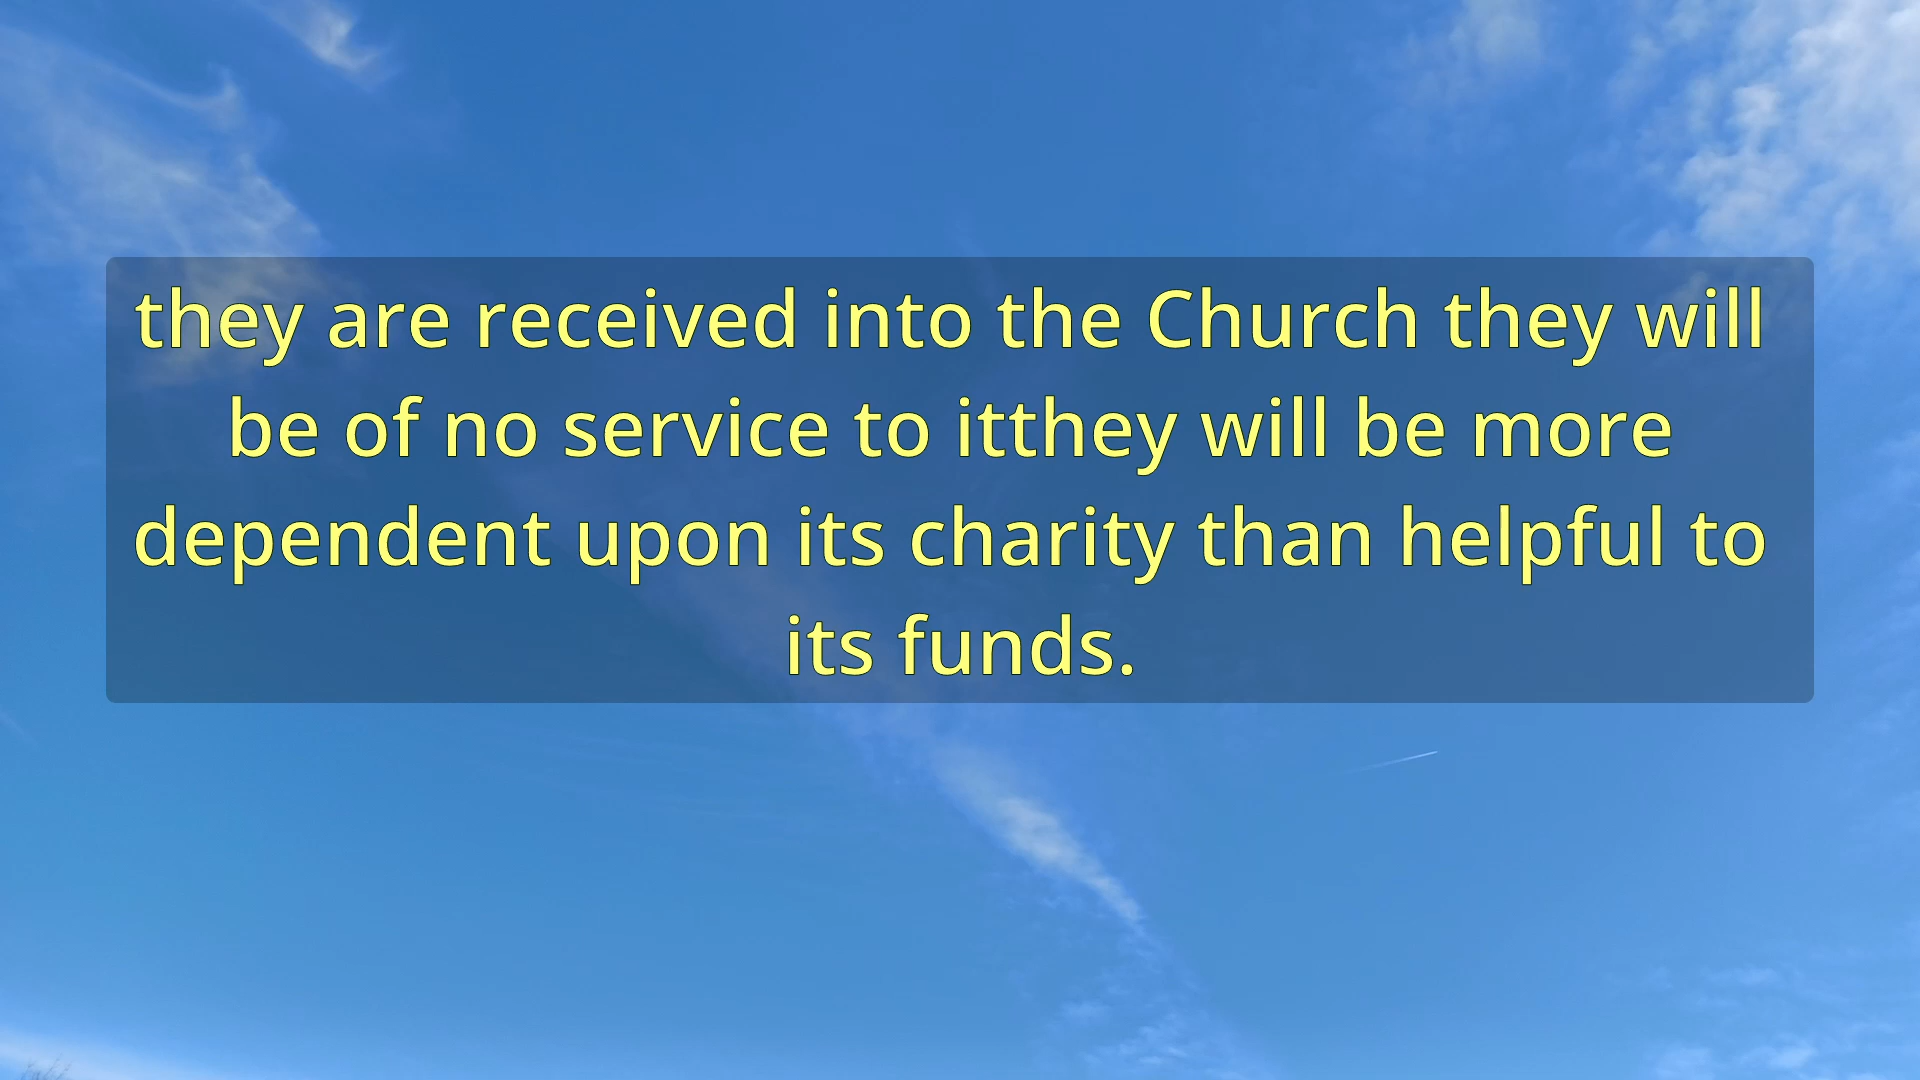 they are received into the Church they will
be of no service to itthey will be more
dependent upon its charity than helpful to
its funds.